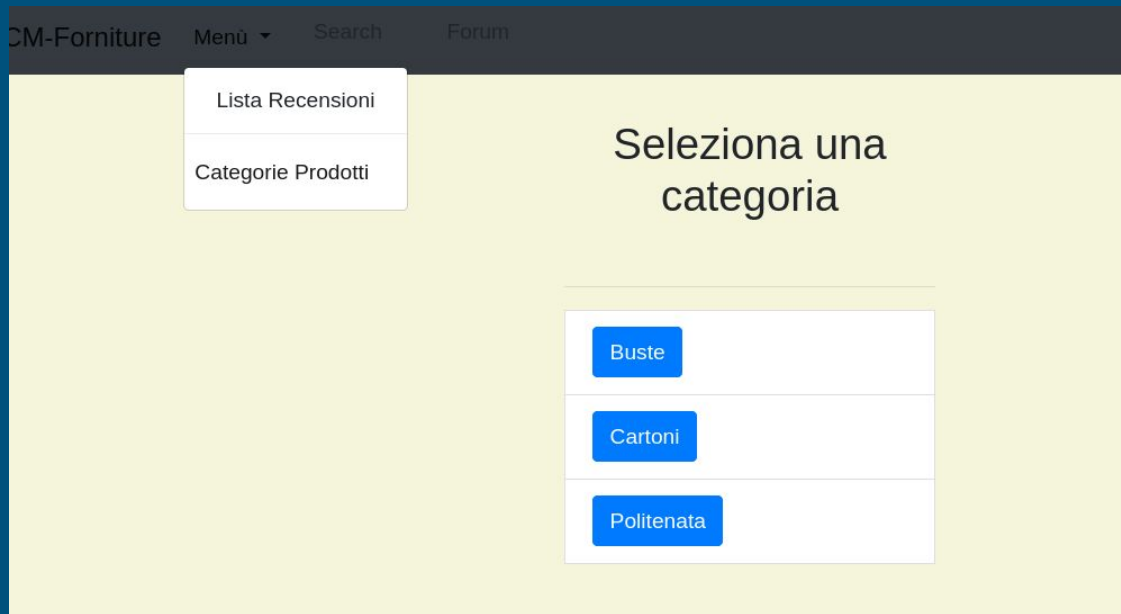 CM-Forniture Menù Search Forum
Lista Recensioni
Categorie Prodotti
Seleziona una
categoria
Buste
Cartoni
Politenata